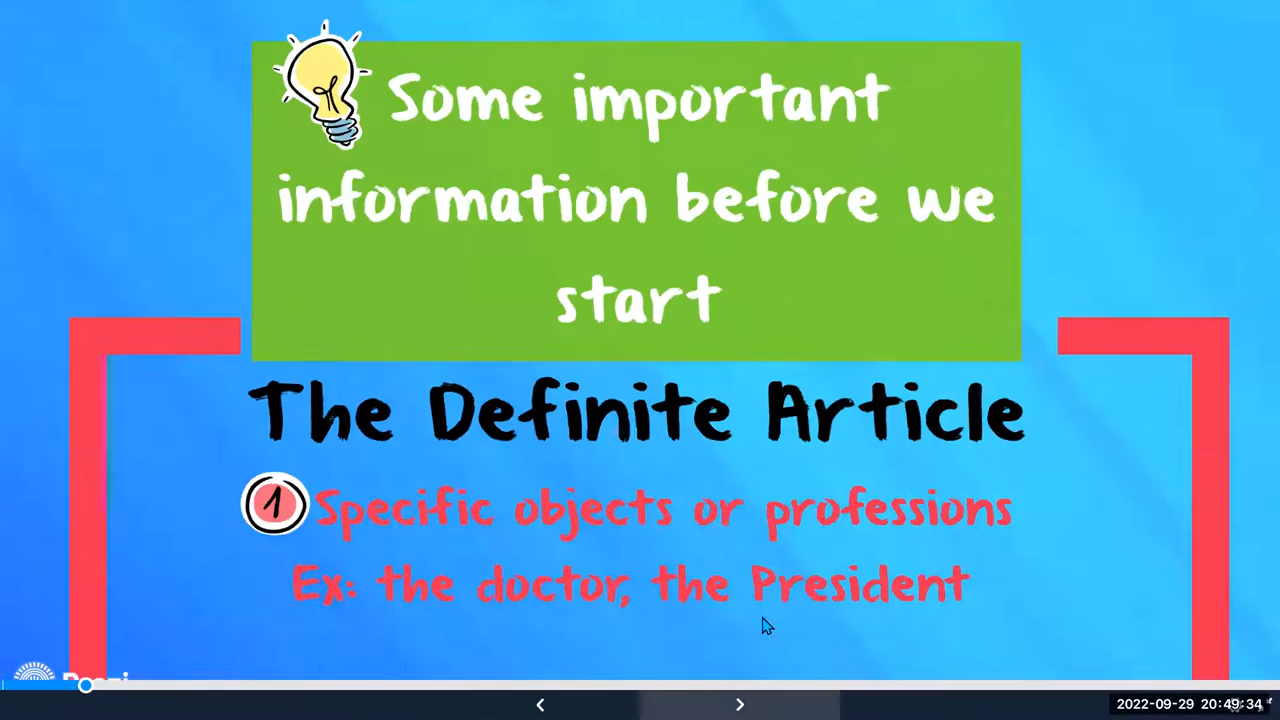 Some important
information before we
start
The Definite Article
1 Specific objects or professions
Ex: the doctor, the President
2022-09-29 20:49:34